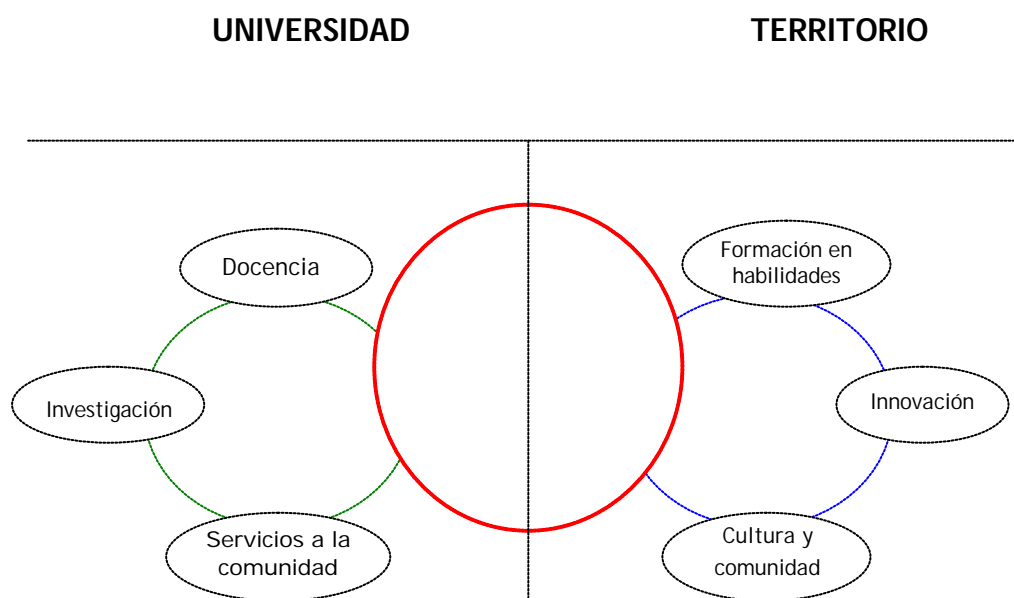 UNIVERSIDAD
TERRITORIO
Docencia
Investigación
Servicios a la
comunidad
Formación en
habilidades
Innovación
Cultura y
comunidad